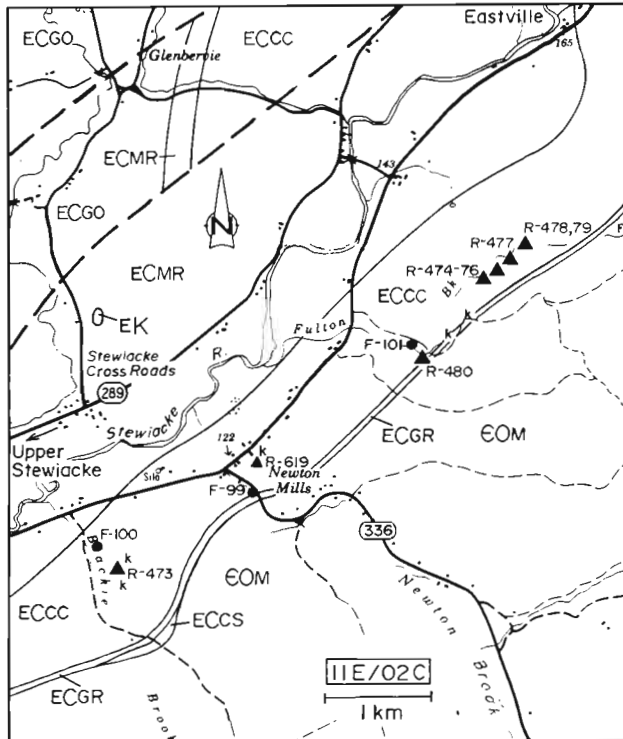 Eastville
ECGO
ECCC
Glenbervie
165
ECMR
143
ECGO
N
R-478,79
R-477
R-474-76
ECMR
ECCC
Bk
EK
Fulton
k
k
F-101
Stewiacke
Cross Roads
R.
R-480
289
Stewiacke
ECGR
ЄOM
Upper
Stewiacke
122
k
R-619
Silo
Newton
Mills
F-99
336
F-100
Blackie
k
R-473
k
ЄOM
Newton
ECCC
ECCS
Brook
11E/02C
ECGR
1 km
Brook